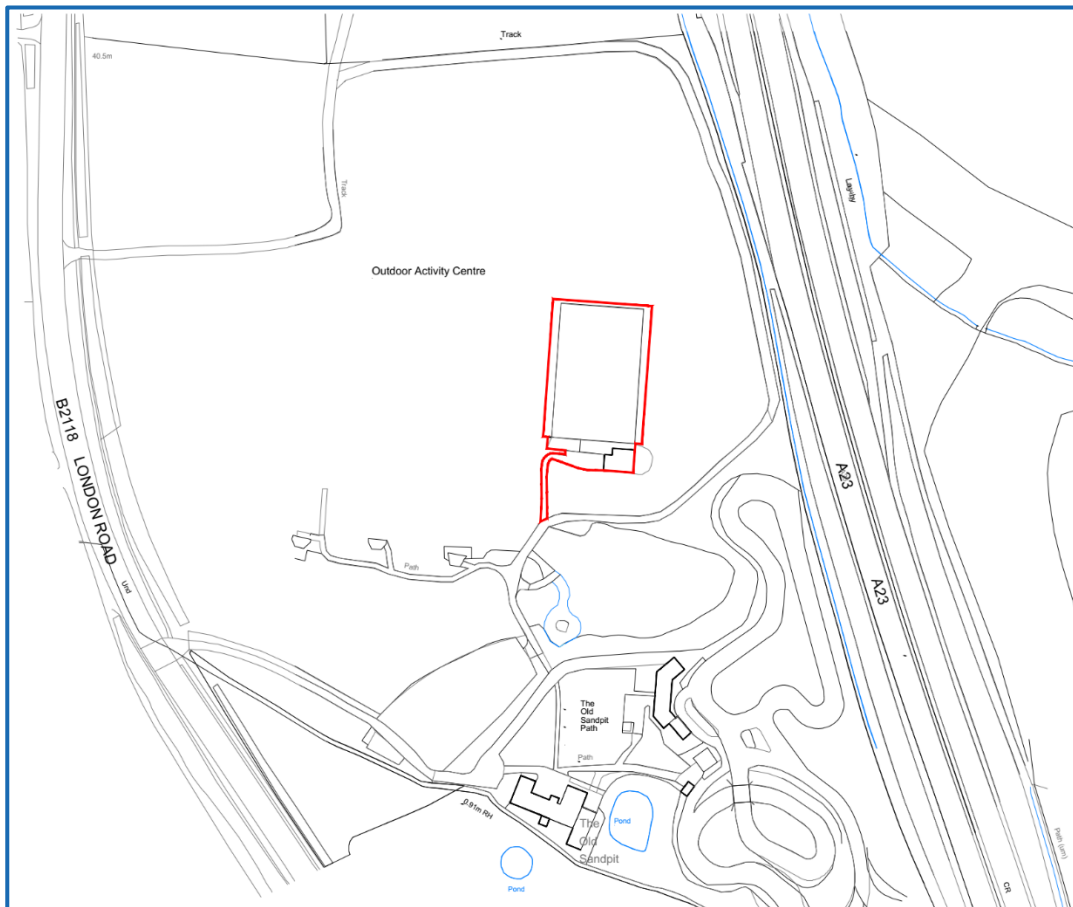 Track
40.5m
Track
Layby
Outdoor Activity Centre
B2118 LONDON ROAD
A23
A23
Und
Path
The
Old
Sandpit
Path
Path
0.91m RH
The
Old
Sandpit
Pond
Pond
Path (um)
CR